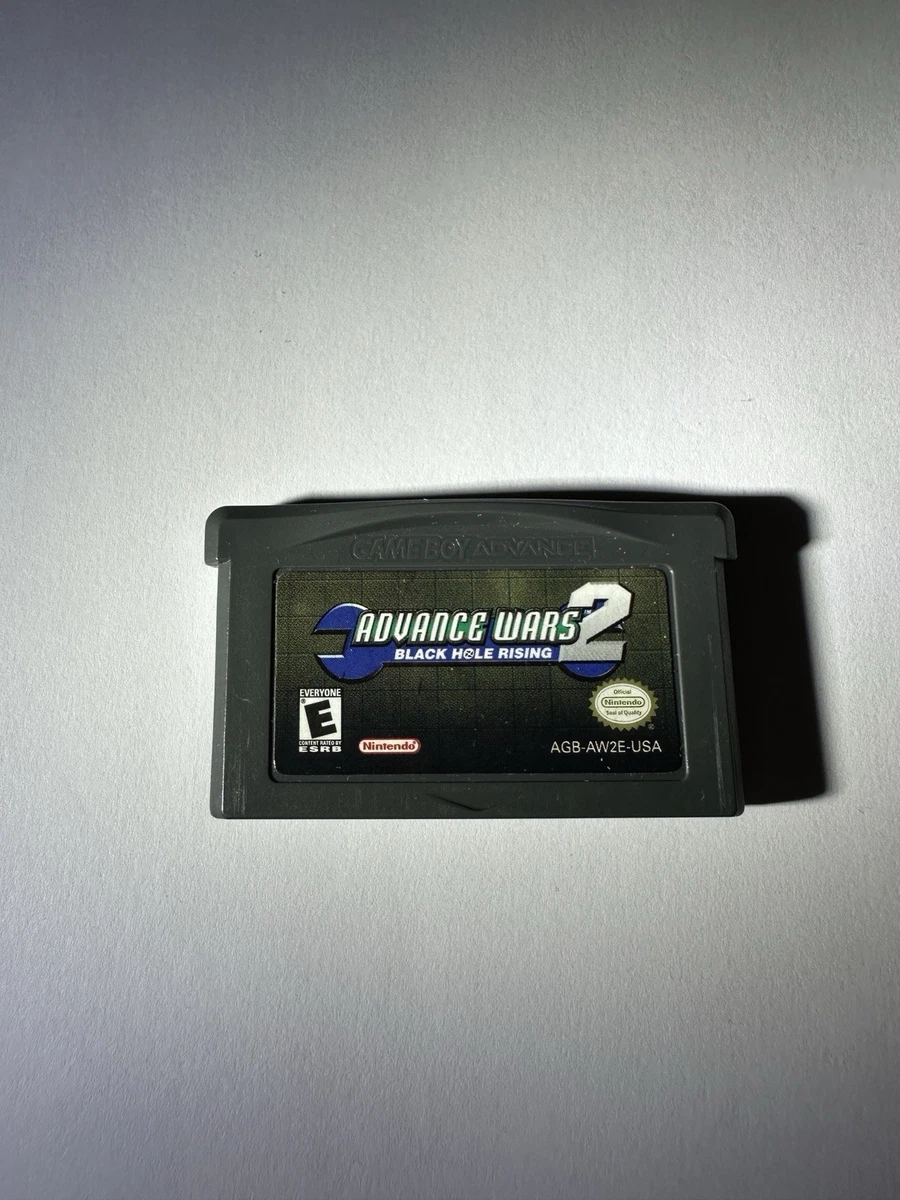 GAME BOY ADVANCE
ADVANCE WARS 2
BLACK HOLE RISING
EVERYONE
E
CONTENT RATED BY
ESRB
Nintendo®
Official
Nintendo
Seal of Quality
AGB-AW2E-USA